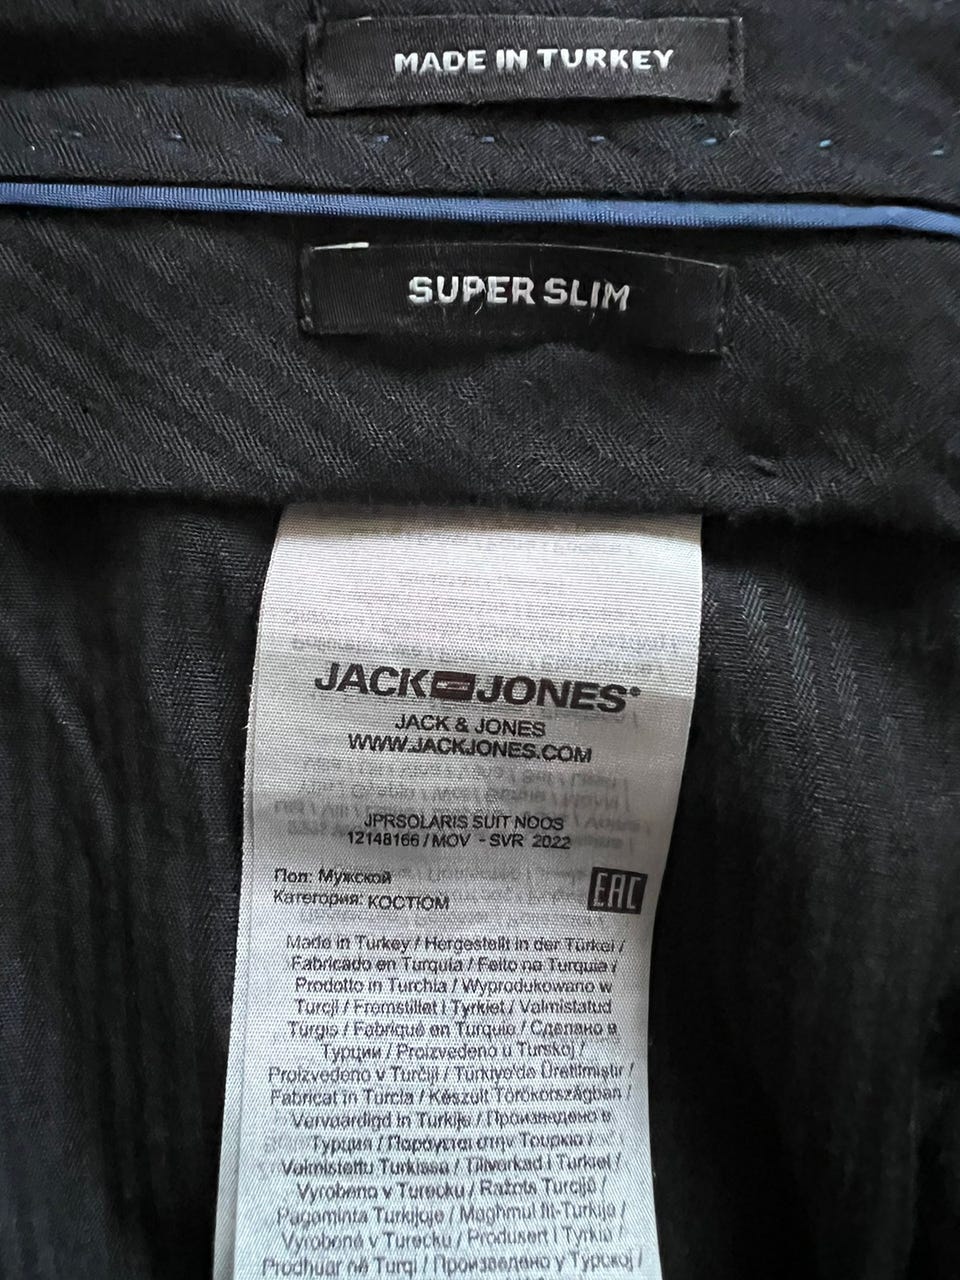 MADE IN TURKEY
SUPER SLIM
JACK JONES®
JACK & JONES
WWW.JACKJONES.COM
JPRSOLARIS SUIT NOOS
12148166 / MOV - SVR 2022
Пол: Мужской
Категория: КОСТЮМ
EAC
Made in Turkey / Hergestellt in der Türkei /
Fabricado en Turquía / Feito na Turquia /
Prodotto in Turchia / Wyprodukowano w
Turcji / Fremstillet i Tyrkiet / Valmistatud
Türgis / Fabriqué en Turquie / Сделано в
Турции / Proizvedeno u Turskoj /
Proizvedeno v Turčiji / Türkiye'de Üretilmiştir /
Fabricat în Turcia / Készült Törökországban /
Vervaardigd in Turkije / Произведено в
Турция / Παράγεται στην Τουρκία /
Valmistettu Turkissa / Tillverkad i Turkiet /
Vyrobeno v Turecku / Ražots Turcijā /
Pagaminta Turkijoje / Magħmul fit-Turkija /
Vyrobené v Turecku / Produsert i Tyrkia /
Prodhuar në Turqi / Произведено у Турској /